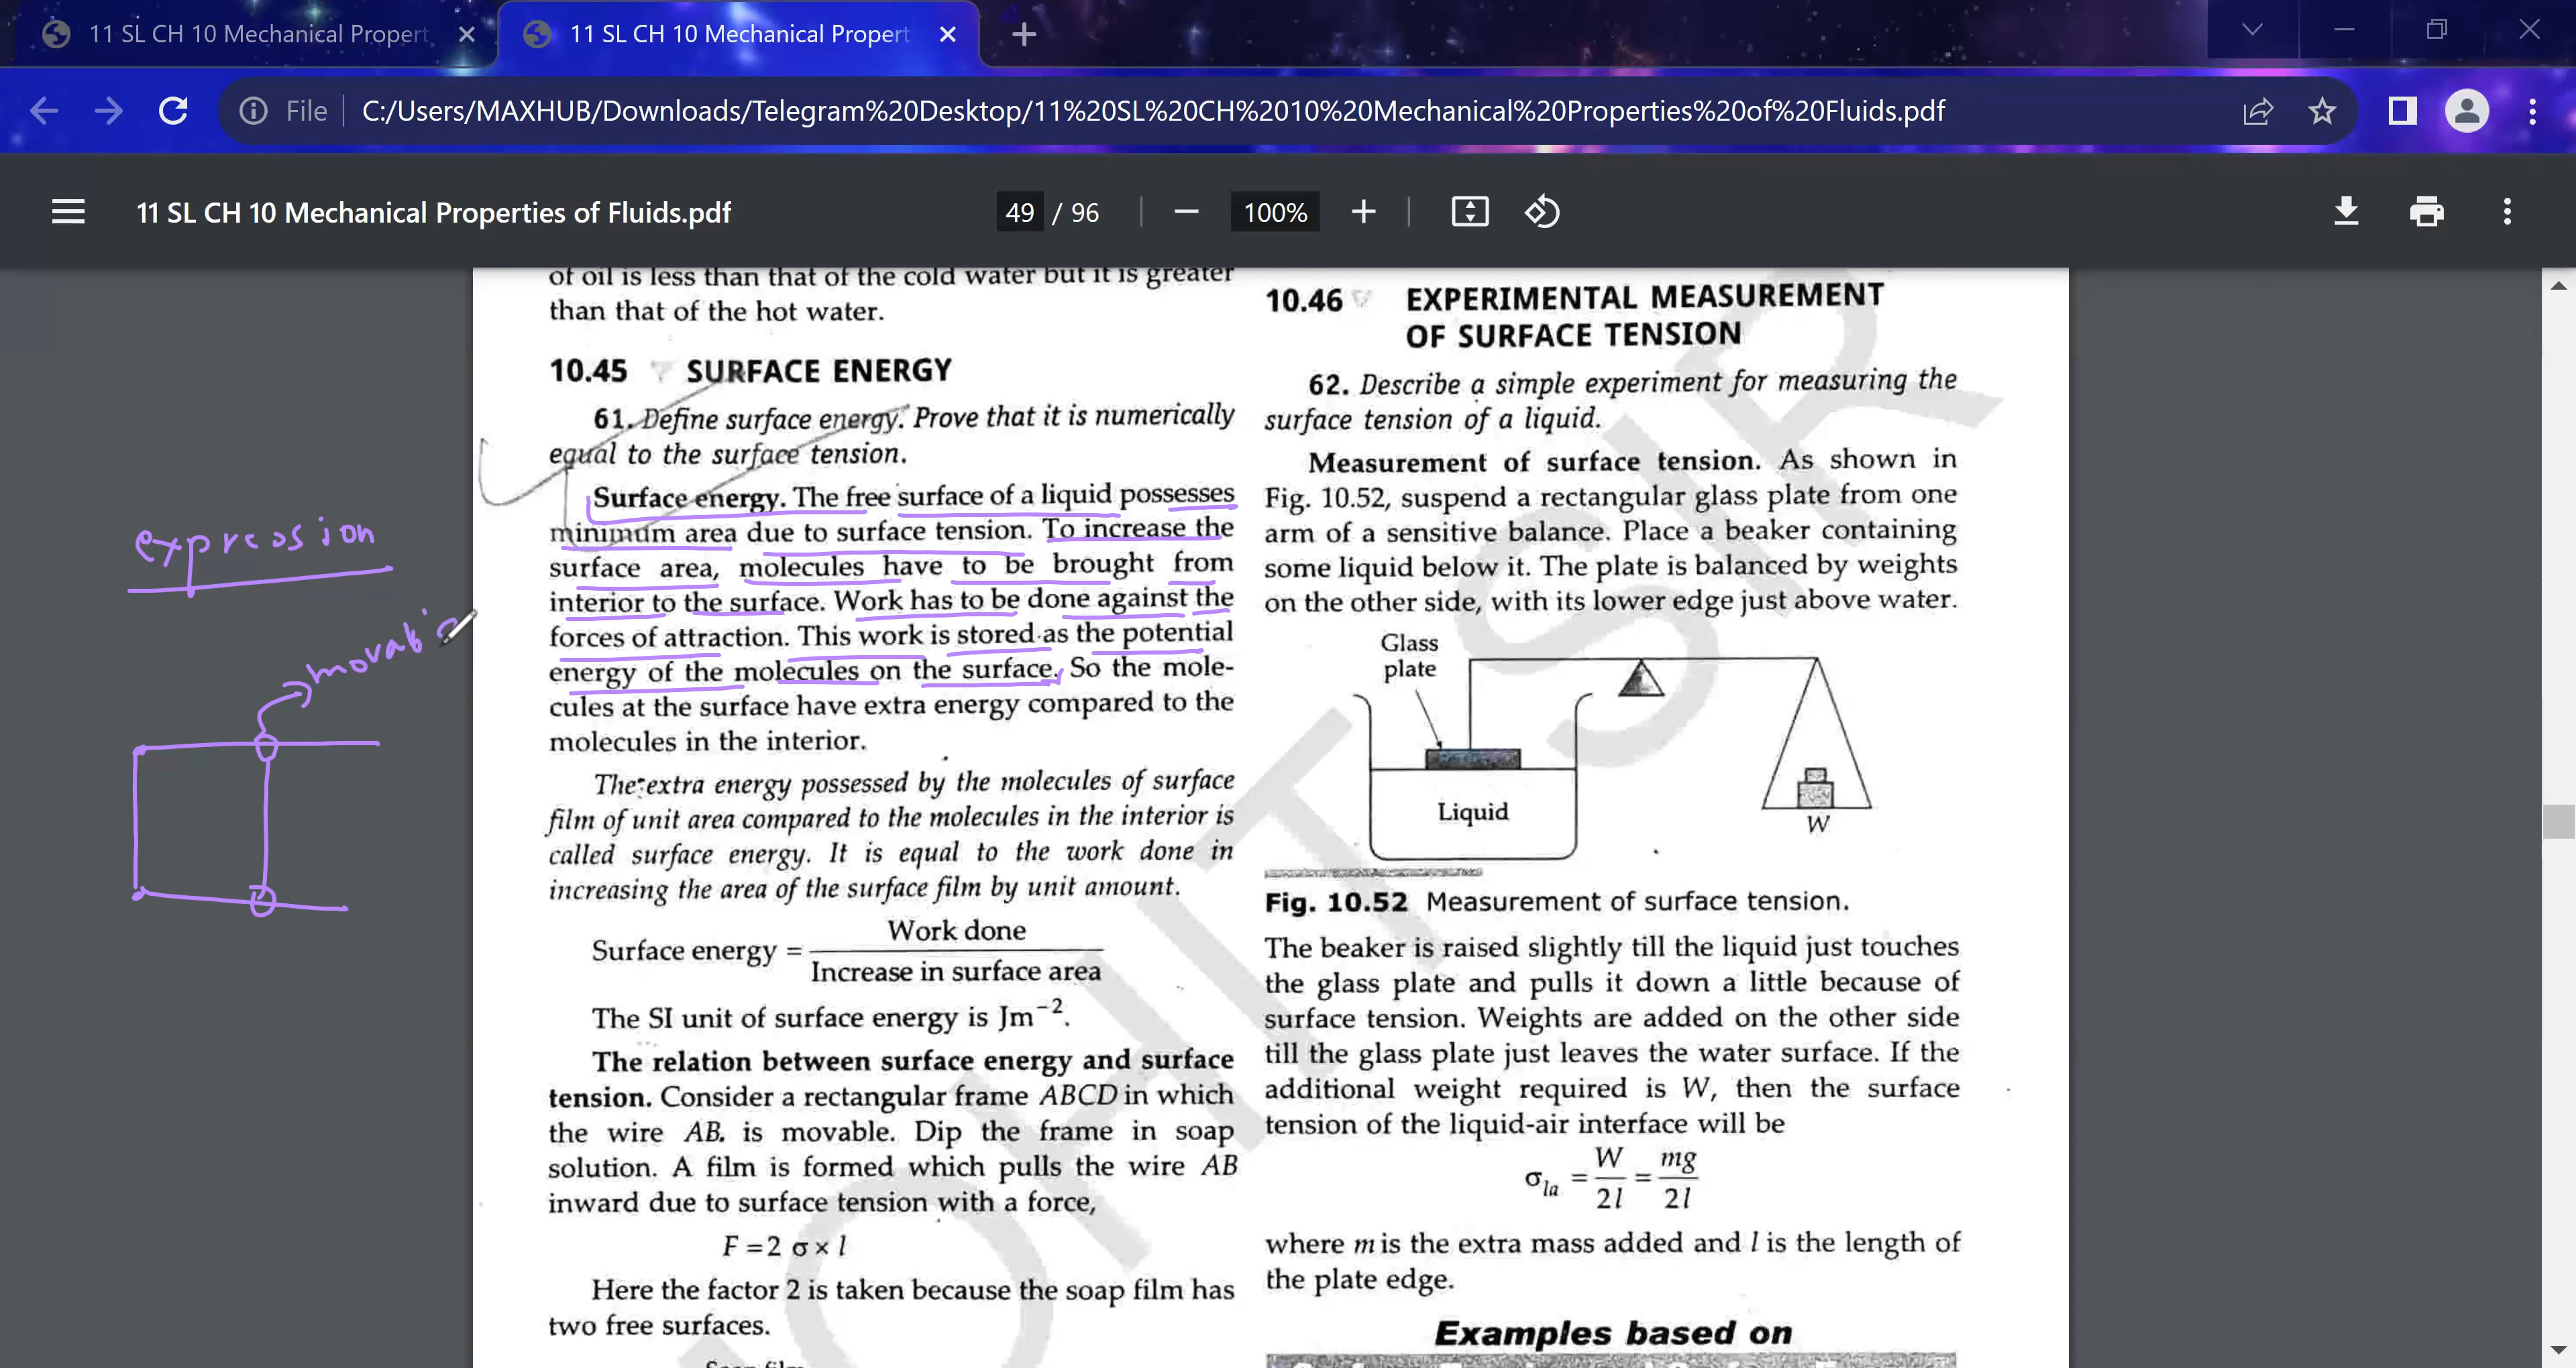 11 SL CH 10 Mechanical Propert
11 SL CH 10 Mechanical Propert
File
C:/Users/MAXHUB/Downloads/Telegram%20Desktop/11%20SL%20CH%2010%20Mechanical%20Properties%20of%20Fluids.pdf
11 SL CH 10 Mechanical Properties of Fluids.pdf
49 / 96
100%
expression
movabl
of oil is less than that of the cold water but it is greater
than that of the hot water.
10.45 SURFACE ENERGY
61. Define surface energy. Prove that it is numerically
equal to the surface tension.
Surface energy. The free surface of a liquid possesses
minimum area due to surface tension. To increase the
surface area, molecules have to be brought from
interior to the surface. Work has to be done against the
forces of attraction. This work is stored as the potential
energy of the molecules on the surface. So the mole-
cules at the surface have extra energy compared to the
molecules in the interior.
The extra energy possessed by the molecules of surface
film of unit area compared to the molecules in the interior is
called surface energy. It is equal to the work done in
increasing the area of the surface film by unit amount.
Surface energy = Work done / Increase in surface area
The SI unit of surface energy is Jm⁻².
The relation between surface energy and surface
tension. Consider a rectangular frame ABCD in which
the wire AB. is movable. Dip the frame in soap
solution. A film is formed which pulls the wire AB
inward due to surface tension with a force,
F = 2 σ × l
Here the factor 2 is taken because the soap film has
two free surfaces.
10.46 EXPERIMENTAL MEASUREMENT
OF SURFACE TENSION
62. Describe a simple experiment for measuring the
surface tension of a liquid.
Measurement of surface tension. As shown in
Fig. 10.52, suspend a rectangular glass plate from one
arm of a sensitive balance. Place a beaker containing
some liquid below it. The plate is balanced by weights
on the other side, with its lower edge just above water.
Glass
plate
Liquid
W
Fig. 10.52 Measurement of surface tension.
The beaker is raised slightly till the liquid just touches
the glass plate and pulls it down a little because of
surface tension. Weights are added on the other side
till the glass plate just leaves the water surface. If the
additional weight required is W, then the surface
tension of the liquid-air interface will be
σla = W/2l = mg/2l
where m is the extra mass added and l is the length of
the plate edge.
Examples based on
OHIT SIR